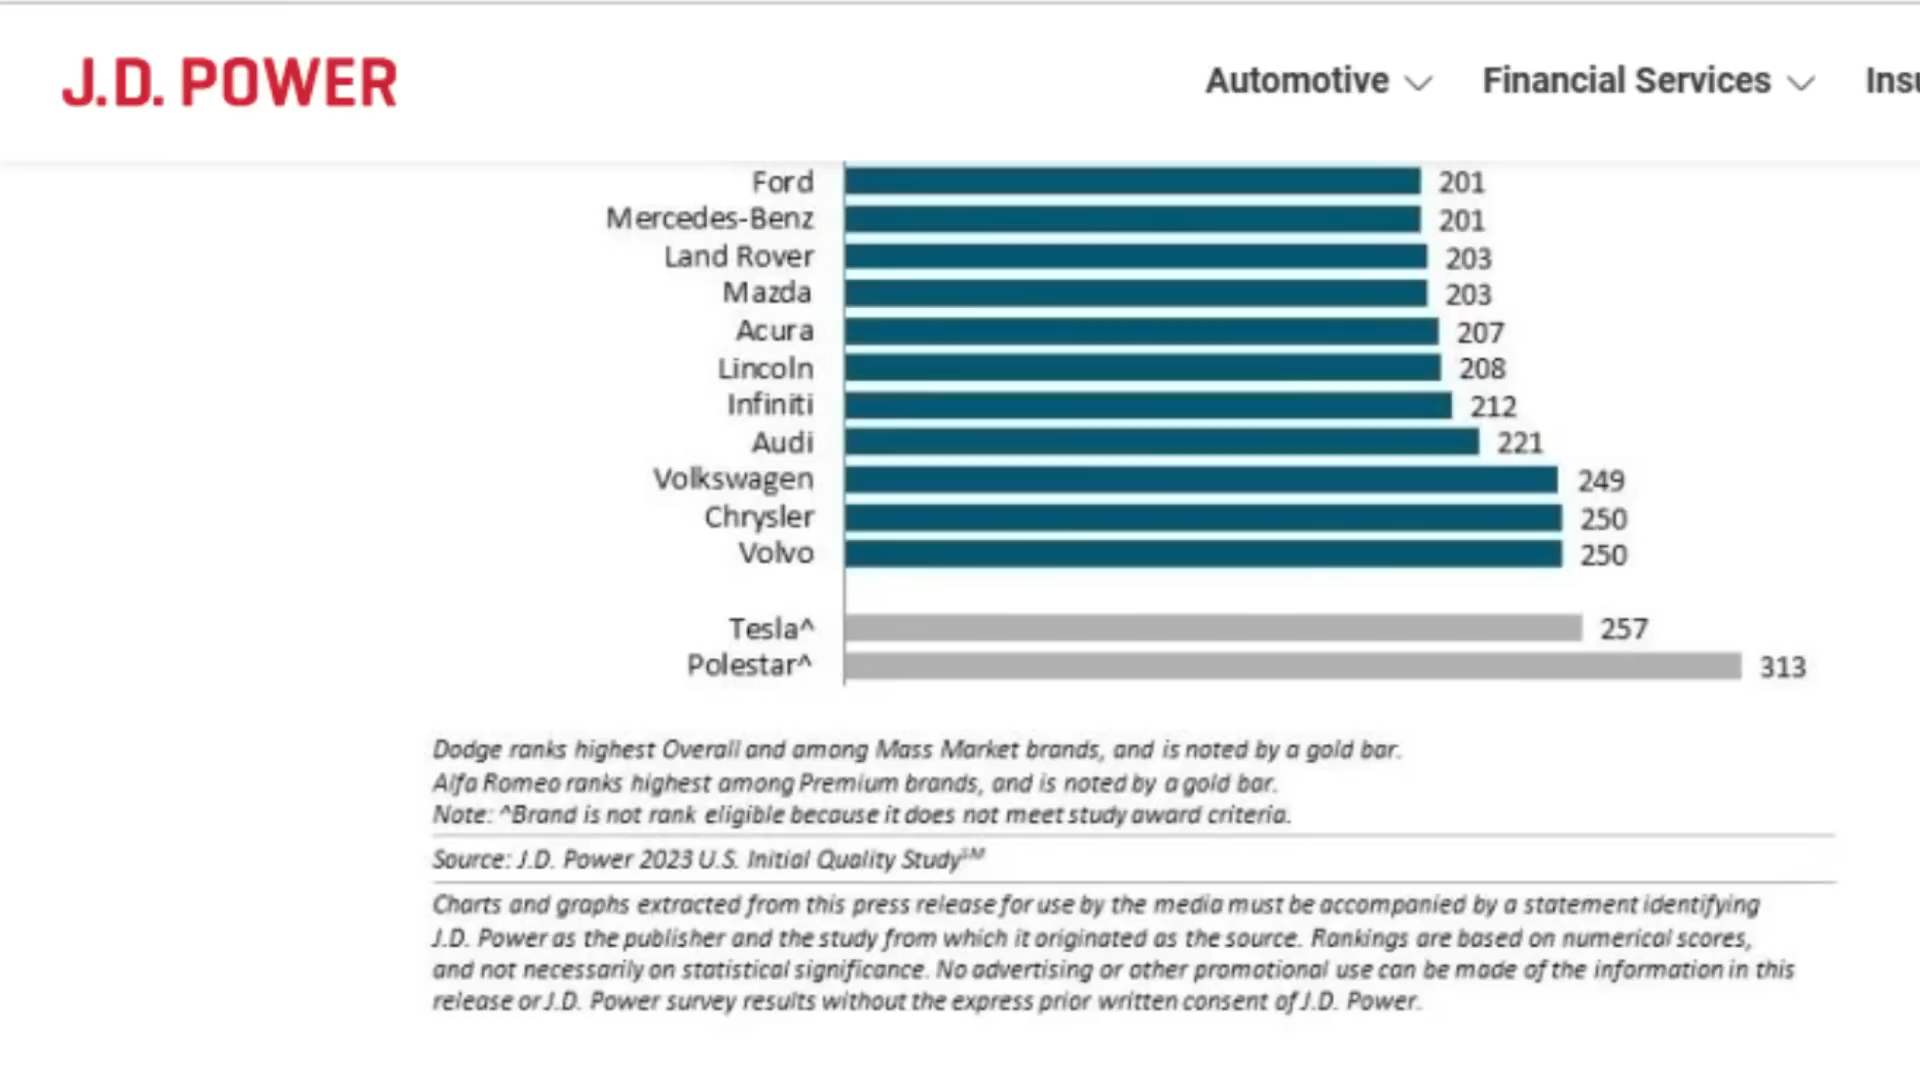 J.D. POWER
Automotive Financial Services Insu
Ford 201
Mercedes-Benz 201
Land Rover 203
Mazda 203
Acura 207
Lincoln 208
Infiniti 212
Audi 221
Volkswagen 249
Chrysler 250
Volvo 250
Tesla^ 257
Polestar^ 313
Dodge ranks highest Overall and among Mass Market brands, and is noted by a gold bar.
Alfa Romeo ranks highest among Premium brands, and is noted by a gold bar.
Note: ^Brand is not rank eligible because it does not meet study award criteria.
Source: J.D. Power 2023 U.S. Initial Quality Study℠
Charts and graphs extracted from this press release for use by the media must be accompanied by a statement identifying
J.D. Power as the publisher and the study from which it originated as the source. Rankings are based on numerical scores,
and not necessarily on statistical significance. No advertising or other promotional use can be made of the information in this
release or J.D. Power survey results without the express prior written consent of J.D. Power.